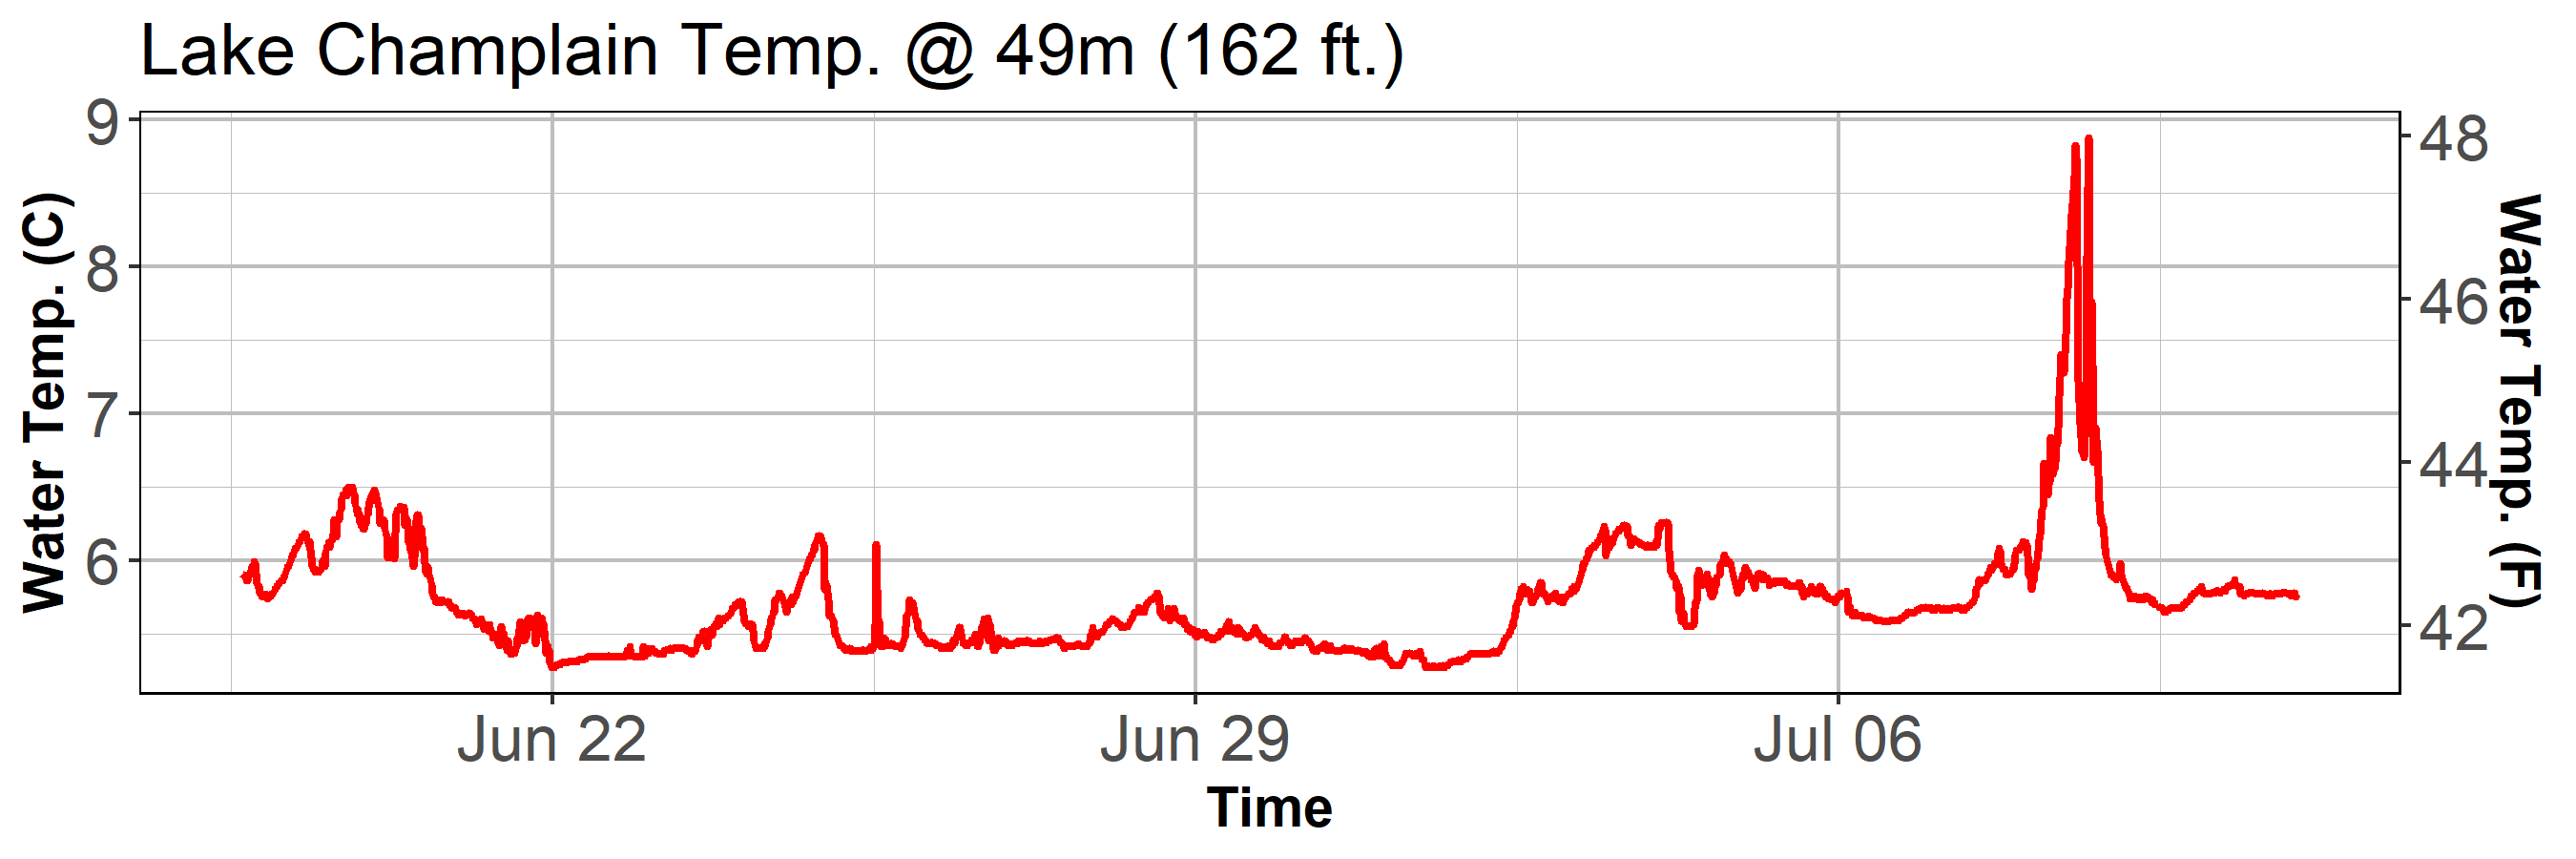 Lake Champlain Temp. @ 49m (162 ft.)
Water Temp. (C)
9
8
7
6
48
46
44
42
Water Temp. (F)
Jun 22
Jun 29
Jul 06
Time